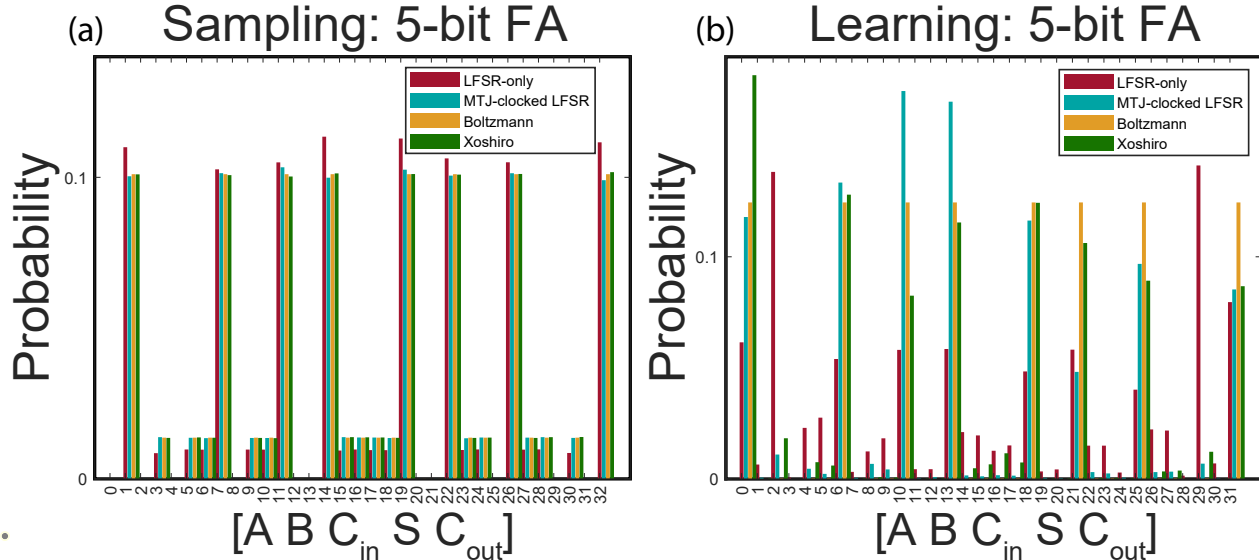 (a) Sampling: 5-bit FA
LFSR-only
MTJ-clocked LFSR
Boltzmann
Xoshiro
Probability
0.1
0
0 1 2 3 4 5 6 7 8 9 10 11 12 13 14 15 16 17 18 19 20 21 22 23 24 25 26 27 28 29 30 31 32
[A B C_in S C_out]
(b) Learning: 5-bit FA
LFSR-only
MTJ-clocked LFSR
Boltzmann
Xoshiro
Probability
0.1
0
0 1 2 3 4 5 6 7 8 9 10 11 12 13 14 15 16 17 18 19 20 21 22 23 24 25 26 27 28 29 30 31
[A B C_in S C_out]